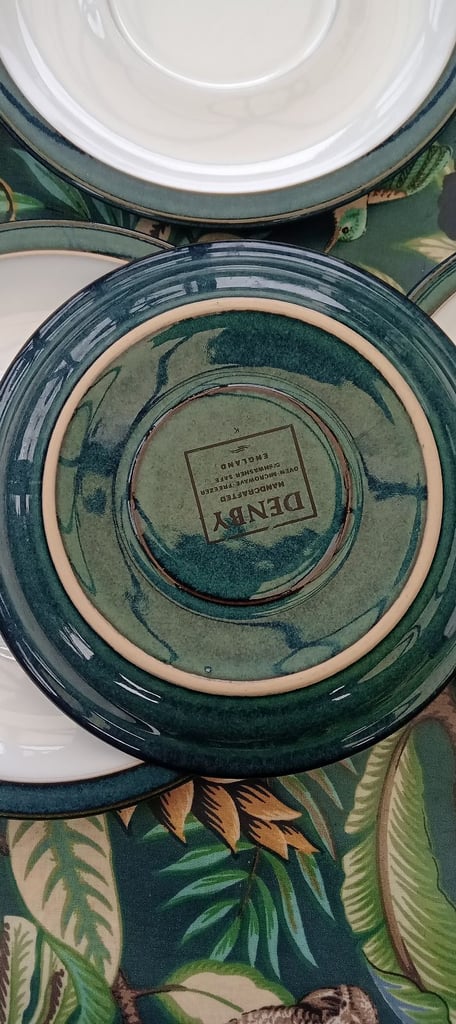 DENBY
HANDCRAFTED
OVEN·MICROWAVE·FREEZER
DISHWASHER SAFE
ENGLAND
K